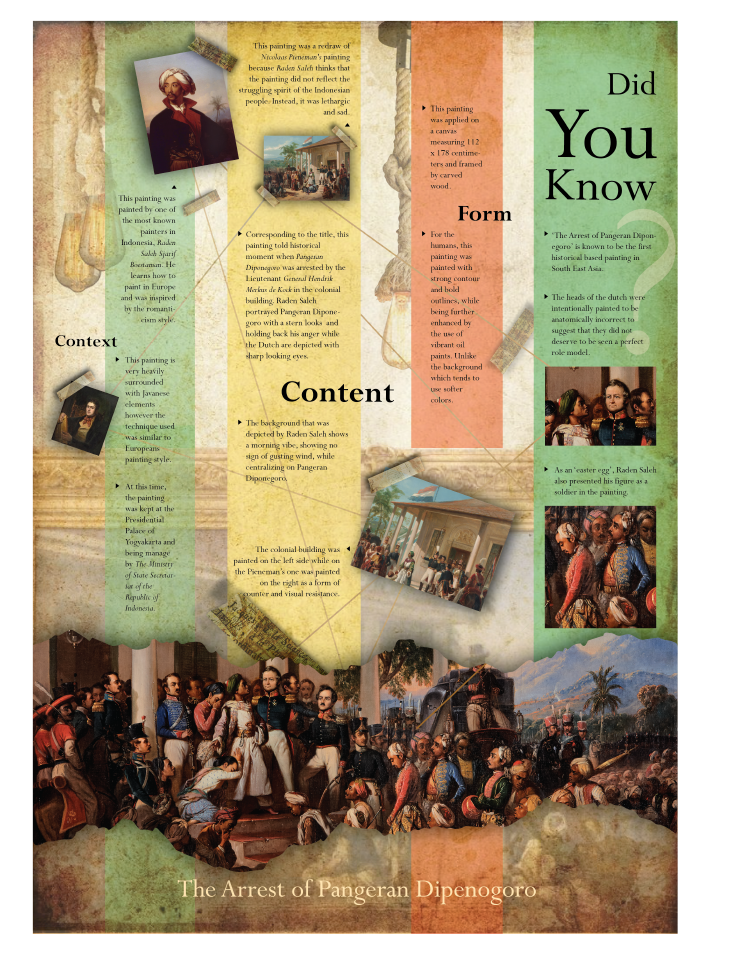 This painting was a redraw of
Nicolaas Pieneman's painting
because Raden Saleh thinks that
the painting did not reflect the
struggling spirit of the Indonesian
people. Instead, it was lethargic
and sad.
This painting was
painted by one of
the most known
painters in
Indonesia, Raden
Saleh Sjarif
Boestaman. He
learns how to
paint in Europe
and was inspired
by the romanti-
cism style.
Context
This painting is
very heavily
surrounded
with Javanese
elements
however the
technique used
was similar to
Europeans
painting style.
At this time,
the painting
was kept at the
Presidential
Palace of
Yogyakarta and
being manage
by The Ministry
of State Secretar-
iat of the
Republic of
Indonesia.
Corresponding to the title, this
painting told historical
moment when Pangeran
Diponegoro was arrested by the
Lieutenant General Hendrik
Merkus de Kock in the colonial
building. Raden Saleh
portrayed Pangeran Dipone-
goro with a stern looks and
holding back his anger while
the Dutch are depicted with
sharp looking eyes.
Content
The background that was
depicted by Raden Saleh shows
a morning vibe, showing no
sign of gusting wind, while
centralizing on Pangeran
Diponegoro.
The colonial building was
painted on the left side while on
the Pieneman's one was painted
on the right as a form of
counter and visual resistance.
This painting
was applied on
a canvas
measuring 112
x 178 centime-
ters and framed
by carved
wood.
Form
For the
humans, this
painting was
painted with
strong contour
and bold
outlines, while
being further
enhanced by
the use of
vibrant oil
paints. Unlike
the background
which tends to
use softer
colors.
Did
You
Know
?
'The Arrest of Pangeran Dipon-
egoro' is known to be the first
historical based painting in
South East Asia.
The heads of the dutch were
intentionally painted to be
anatomically incorrect to
suggest that they did not
deserve to be seen a perfect
role model.
As an 'easter egg', Raden Saleh
also presented his figure as a
soldier in the painting.
The Arrest of Pangeran Dipenogoro